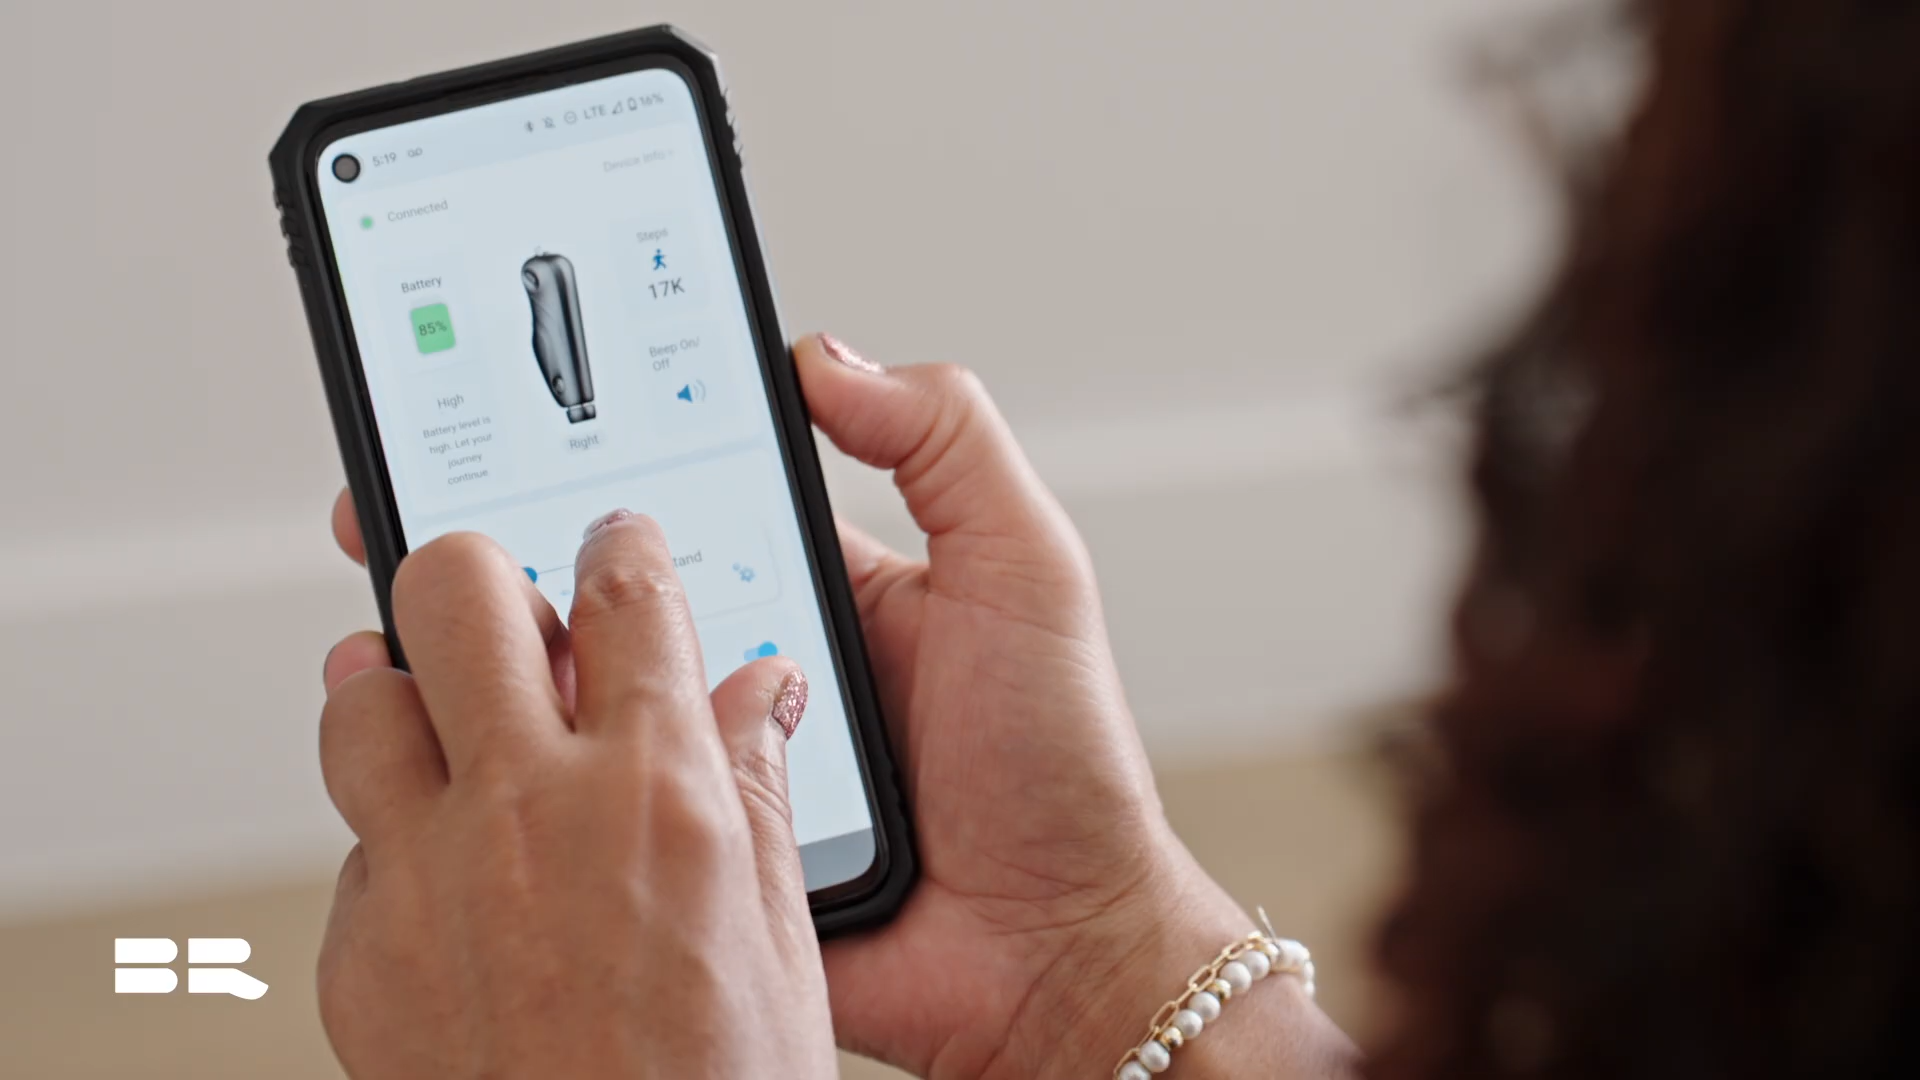 5:19
LTE 16%
Device Info
Connected
Battery
85%
High
Battery level is
high. Let your
journey
continue.
Right
Steps
17K
Beep On/
Off
tand
BR